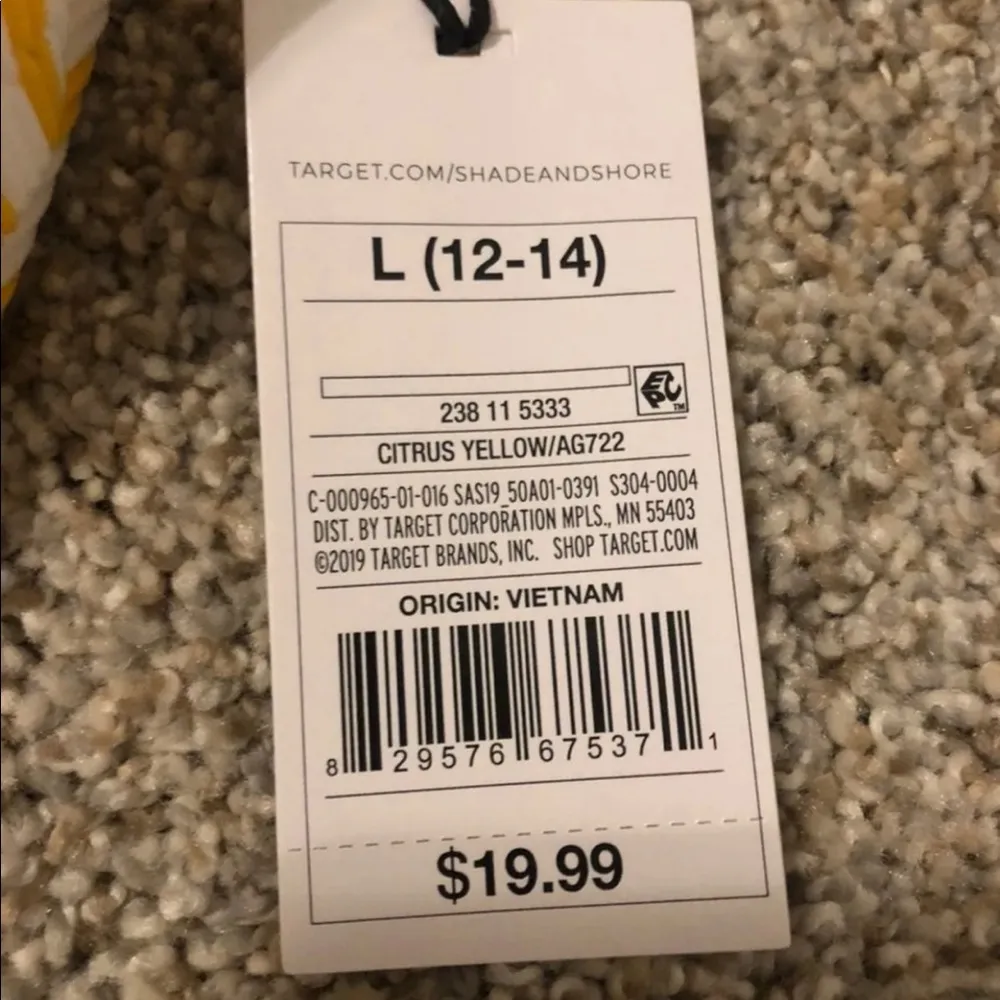 TARGET.COM/SHADEANDSHORE
L (12-14)
EPC
TM
238 11 5333
CITRUS YELLOW/AG722
C-000965-01-016 SAS19_50A01-0391 S304-0004
DIST. BY TARGET CORPORATION MPLS., MN 55403
©2019 TARGET BRANDS, INC. SHOP TARGET.COM
ORIGIN: VIETNAM
8 29576 67537 1
$19.99